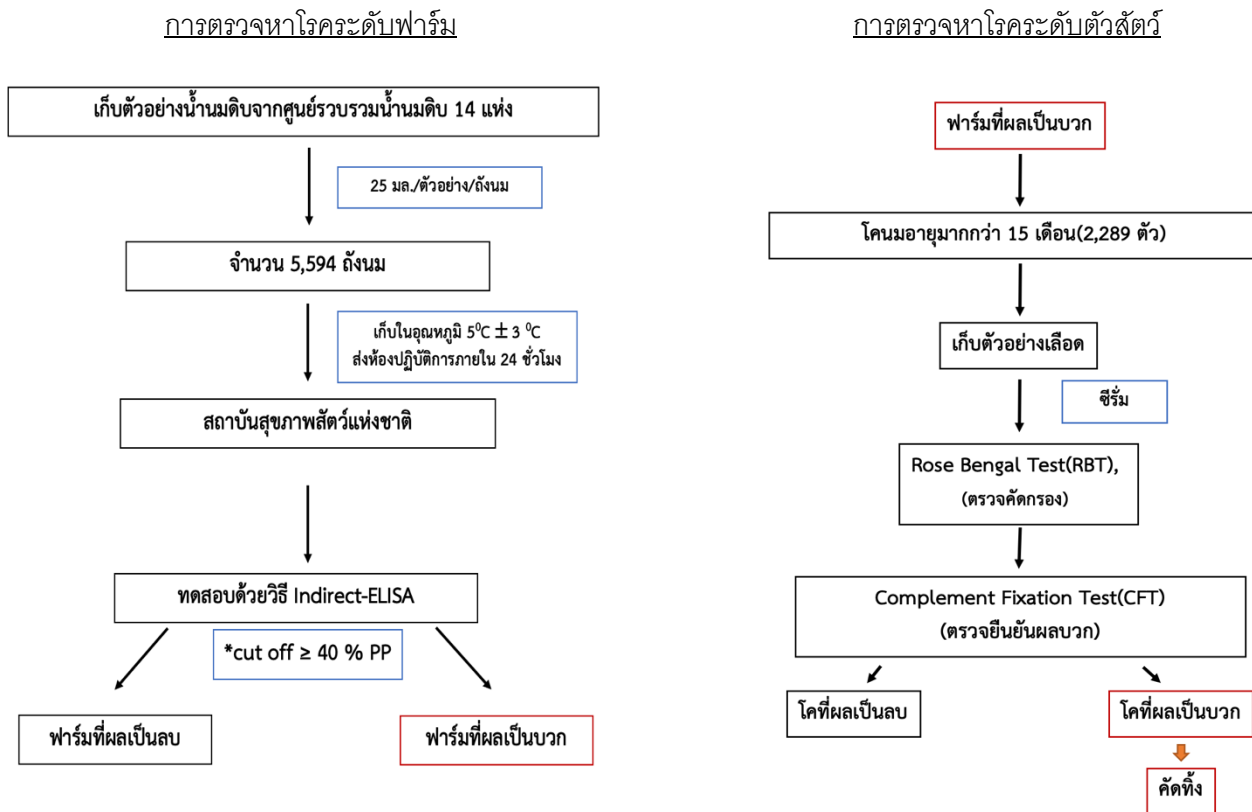 การตรวจหาโรคระดับฟาร์ม
เก็บตัวอย่างน้ำนมดิบจากศูนย์รวบรวมน้ำนมดิบ 14 แห่ง
25 มล./ตัวอย่าง/ถังนม
จำนวน 5,594 ถังนม
เก็บในอุณหภูมิ 5⁰C ± 3 ⁰C
ส่งห้องปฏิบัติการภายใน 24 ชั่วโมง
สถาบันสุขภาพสัตว์แห่งชาติ
ทดสอบด้วยวิธี Indirect-ELISA
*cut off ≥ 40 % PP
ฟาร์มที่ผลเป็นลบ
ฟาร์มที่ผลเป็นบวก
การตรวจหาโรคระดับตัวสัตว์
ฟาร์มที่ผลเป็นบวก
โคนมอายุมากกว่า 15 เดือน(2,289 ตัว)
เก็บตัวอย่างเลือด
ซีรั่ม
Rose Bengal Test(RBT),
(ตรวจคัดกรอง)
Complement Fixation Test(CFT)
(ตรวจยืนยันผลบวก)
โคที่ผลเป็นลบ
โคที่ผลเป็นบวก
คัดทิ้ง